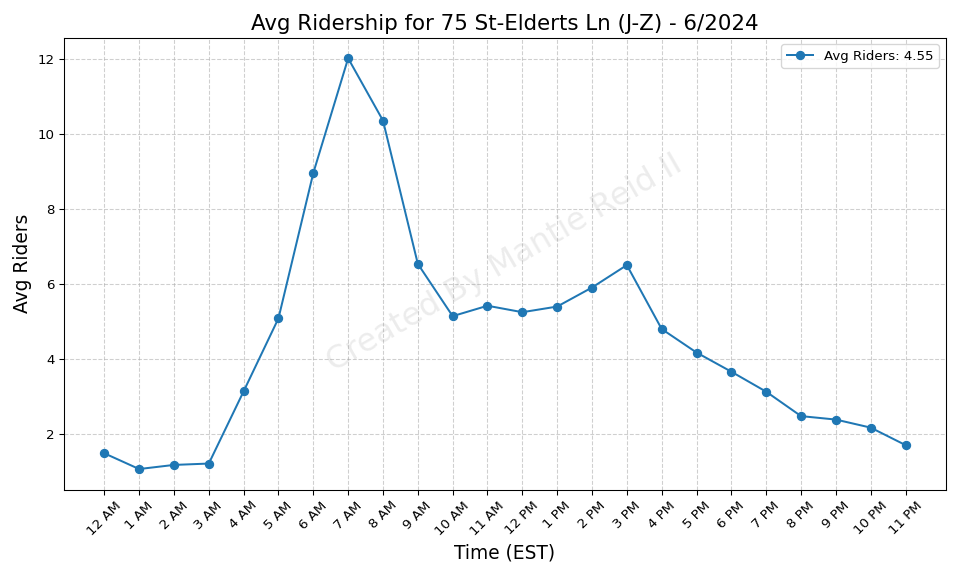 Avg Ridership for 75 St-Elderts Ln (J-Z) - 6/2024
Avg Riders: 4.55
12
10
8
6
4
2
Avg Riders
Created By Mantle Reid II
12 AM
1 AM
2 AM
3 AM
4 AM
5 AM
6 AM
7 AM
8 AM
9 AM
10 AM
11 AM
12 PM
1 PM
2 PM
3 PM
4 PM
5 PM
6 PM
7 PM
8 PM
9 PM
10 PM
11 PM
Time (EST)